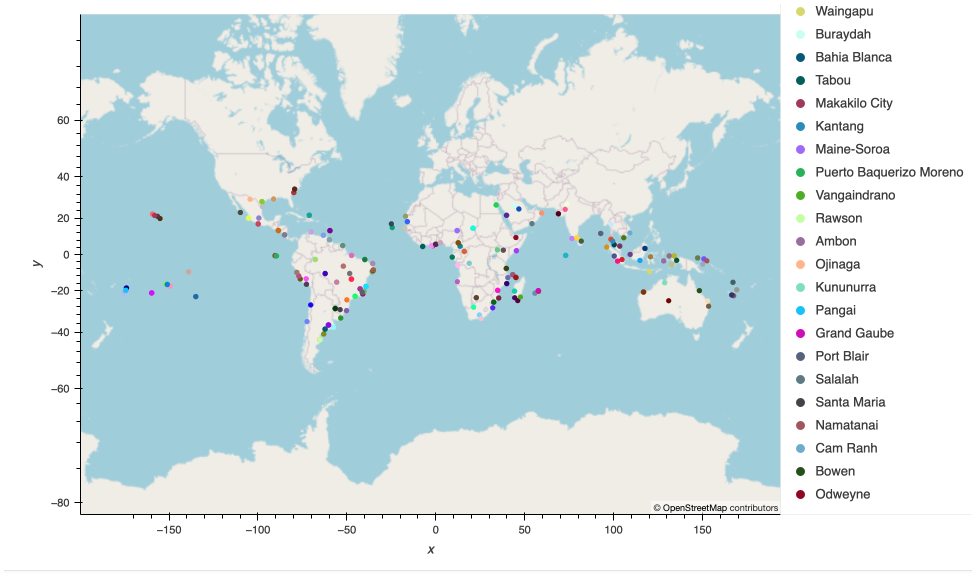 Waingapu
Buraydah
Bahia Blanca
Tabou
Makakilo City
Kantang
Maine-Soroa
Puerto Baquerizo Moreno
Vangaindrano
Rawson
Ambon
Ojinaga
Kununurra
Pangai
Grand Gaube
Port Blair
Salalah
Santa Maria
Namatanai
Cam Ranh
Bowen
Odweyne
60
40
20
0
−20
−40
−60
−80
y
© OpenStreetMap contributors
−150 −100 −50 0 50 100 150
x